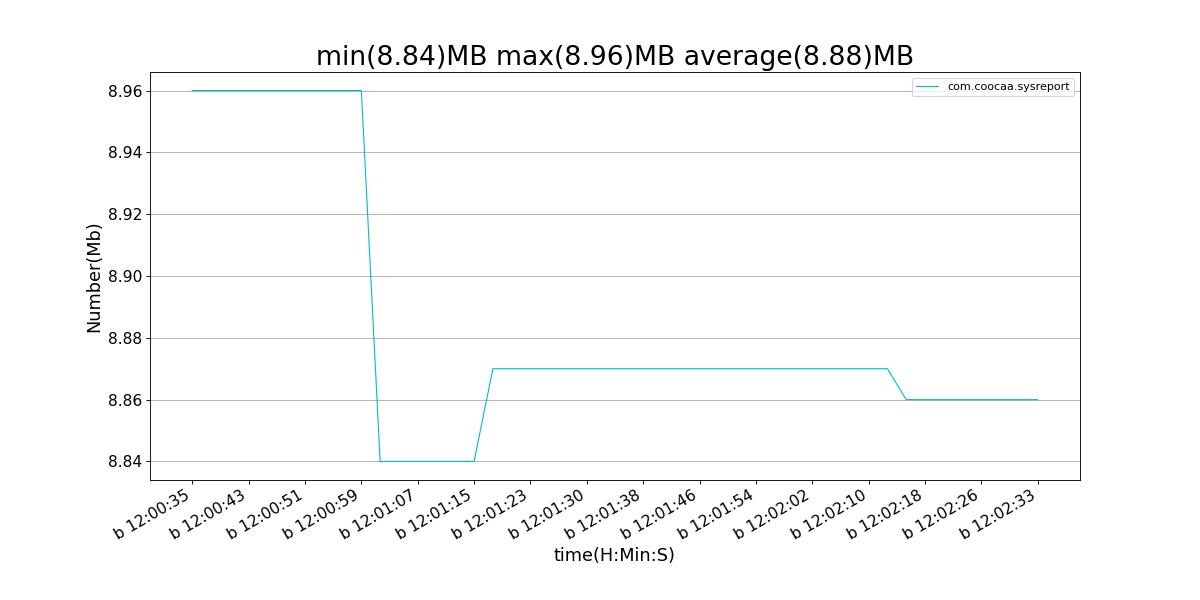 min(8.84)MB max(8.96)MB average(8.88)MB
com.coocaa.sysreport
8.96
8.94
8.92
8.90
8.88
8.86
8.84
Number(Mb)
b 12:00:35
b 12:00:43
b 12:00:51
b 12:00:59
b 12:01:07
b 12:01:15
b 12:01:23
b 12:01:30
b 12:01:38
b 12:01:46
b 12:01:54
b 12:02:02
b 12:02:10
b 12:02:18
b 12:02:26
b 12:02:33
time(H:Min:S)